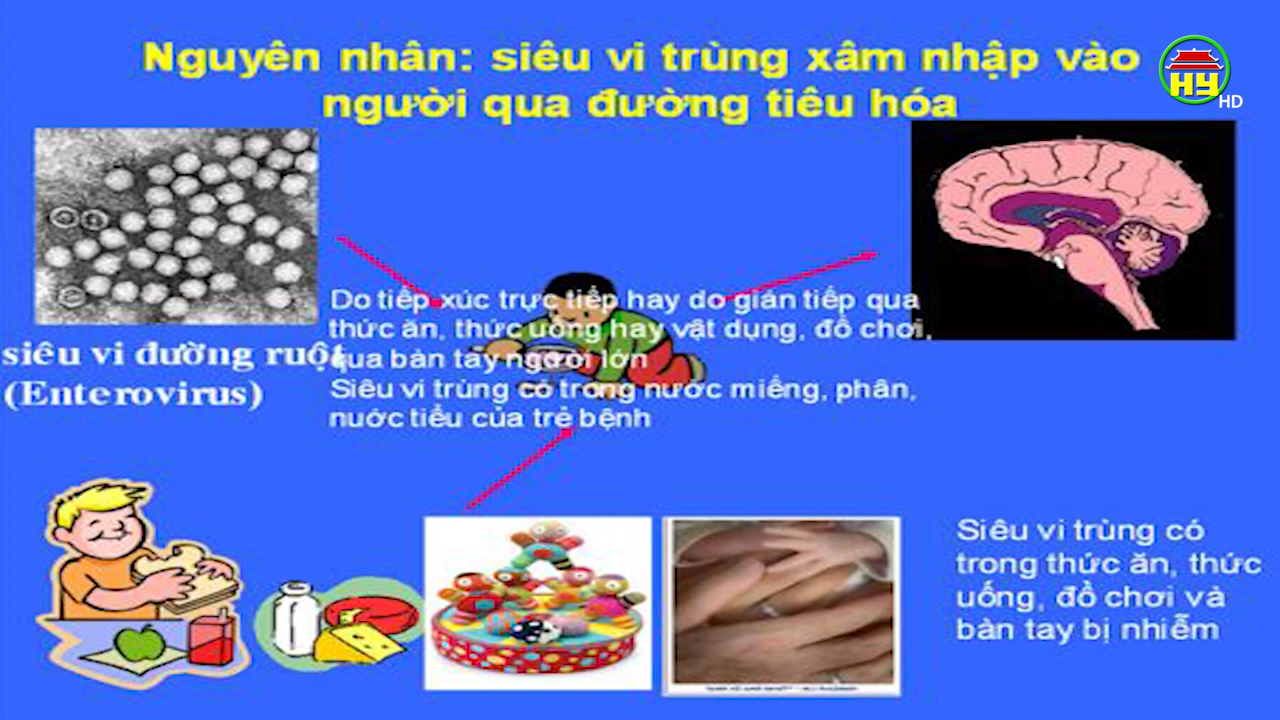 Nguyên nhân: siêu vi trùng xâm nhập vào
người qua đường tiêu hóa
HY
HD
Do tiếp xúc trực tiếp hay do gián tiếp qua
thức ăn, thức uống hay vật dụng, đồ chơi,
qua bàn tay người lớn
Siêu vi trùng có trong nước miếng, phân,
nước tiểu của trẻ bệnh
siêu vi đường ruột
(Enterovirus)
Siêu vi trùng có
trong thức ăn, thức
uống, đồ chơi và
bàn tay bị nhiễm